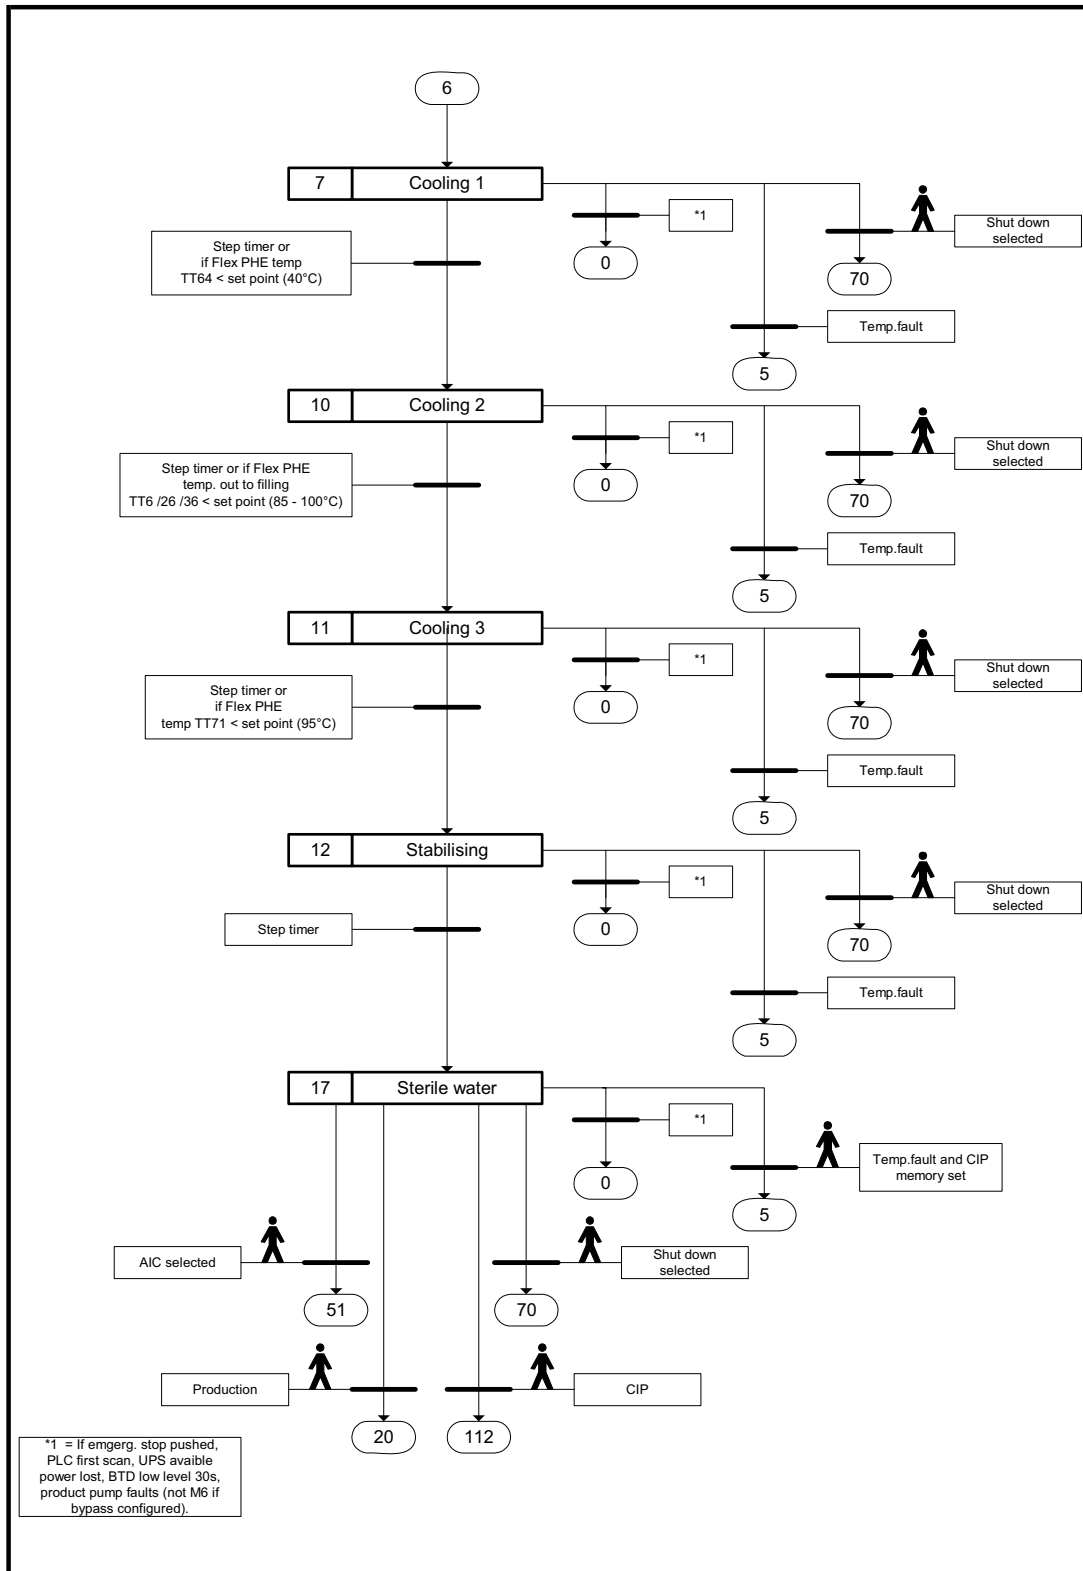 6
7 Cooling 1
*1
Shut down
selected
Step timer or
if Flex PHE temp
TT64 < set point (40°C)
0
70
Temp.fault
5
10 Cooling 2
*1
Shut down
selected
Step timer or if Flex PHE
temp. out to filling
TT6 /26 /36 < set point (85 - 100°C)
0
70
Temp.fault
5
11 Cooling 3
*1
Shut down
selected
Step timer or
if Flex PHE
temp TT71 < set point (95°C)
0
70
Temp.fault
5
12 Stabilising
*1
Shut down
selected
Step timer
0
70
Temp.fault
5
17 Sterile water
*1
Temp.fault and CIP
memory set
0
5
AIC selected
Shut down
selected
51
70
Production
CIP
20
112
*1 = If emgerg. stop pushed,
PLC first scan, UPS avaible
power lost, BTD low level 30s,
product pump faults (not M6 if
bypass configured).